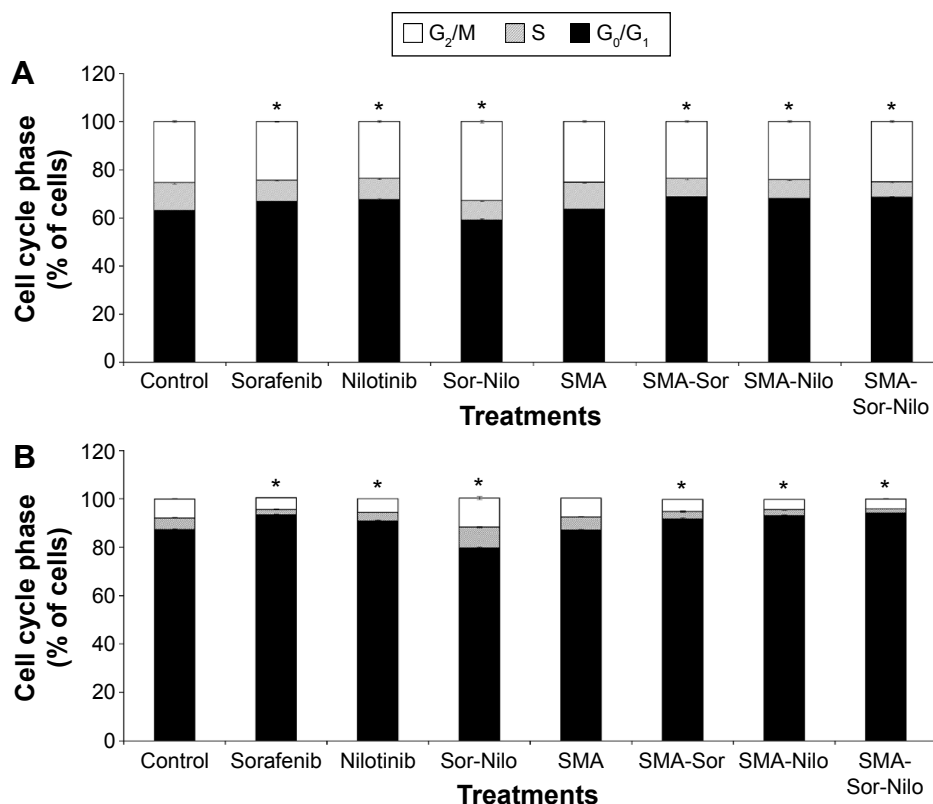 G2/M S G0/G1
A
Cell cycle phase
(% of cells)
120
100
80
60
40
20
0
* * * * * *
Control Sorafenib Nilotinib Sor-Nilo SMA SMA-Sor SMA-Nilo SMA-
Sor-Nilo
Treatments
B
Cell cycle phase
(% of cells)
120
100
80
60
40
20
0
* * * * * *
Control Sorafenib Nilotinib Sor-Nilo SMA SMA-Sor SMA-Nilo SMA-
Sor-Nilo
Treatments